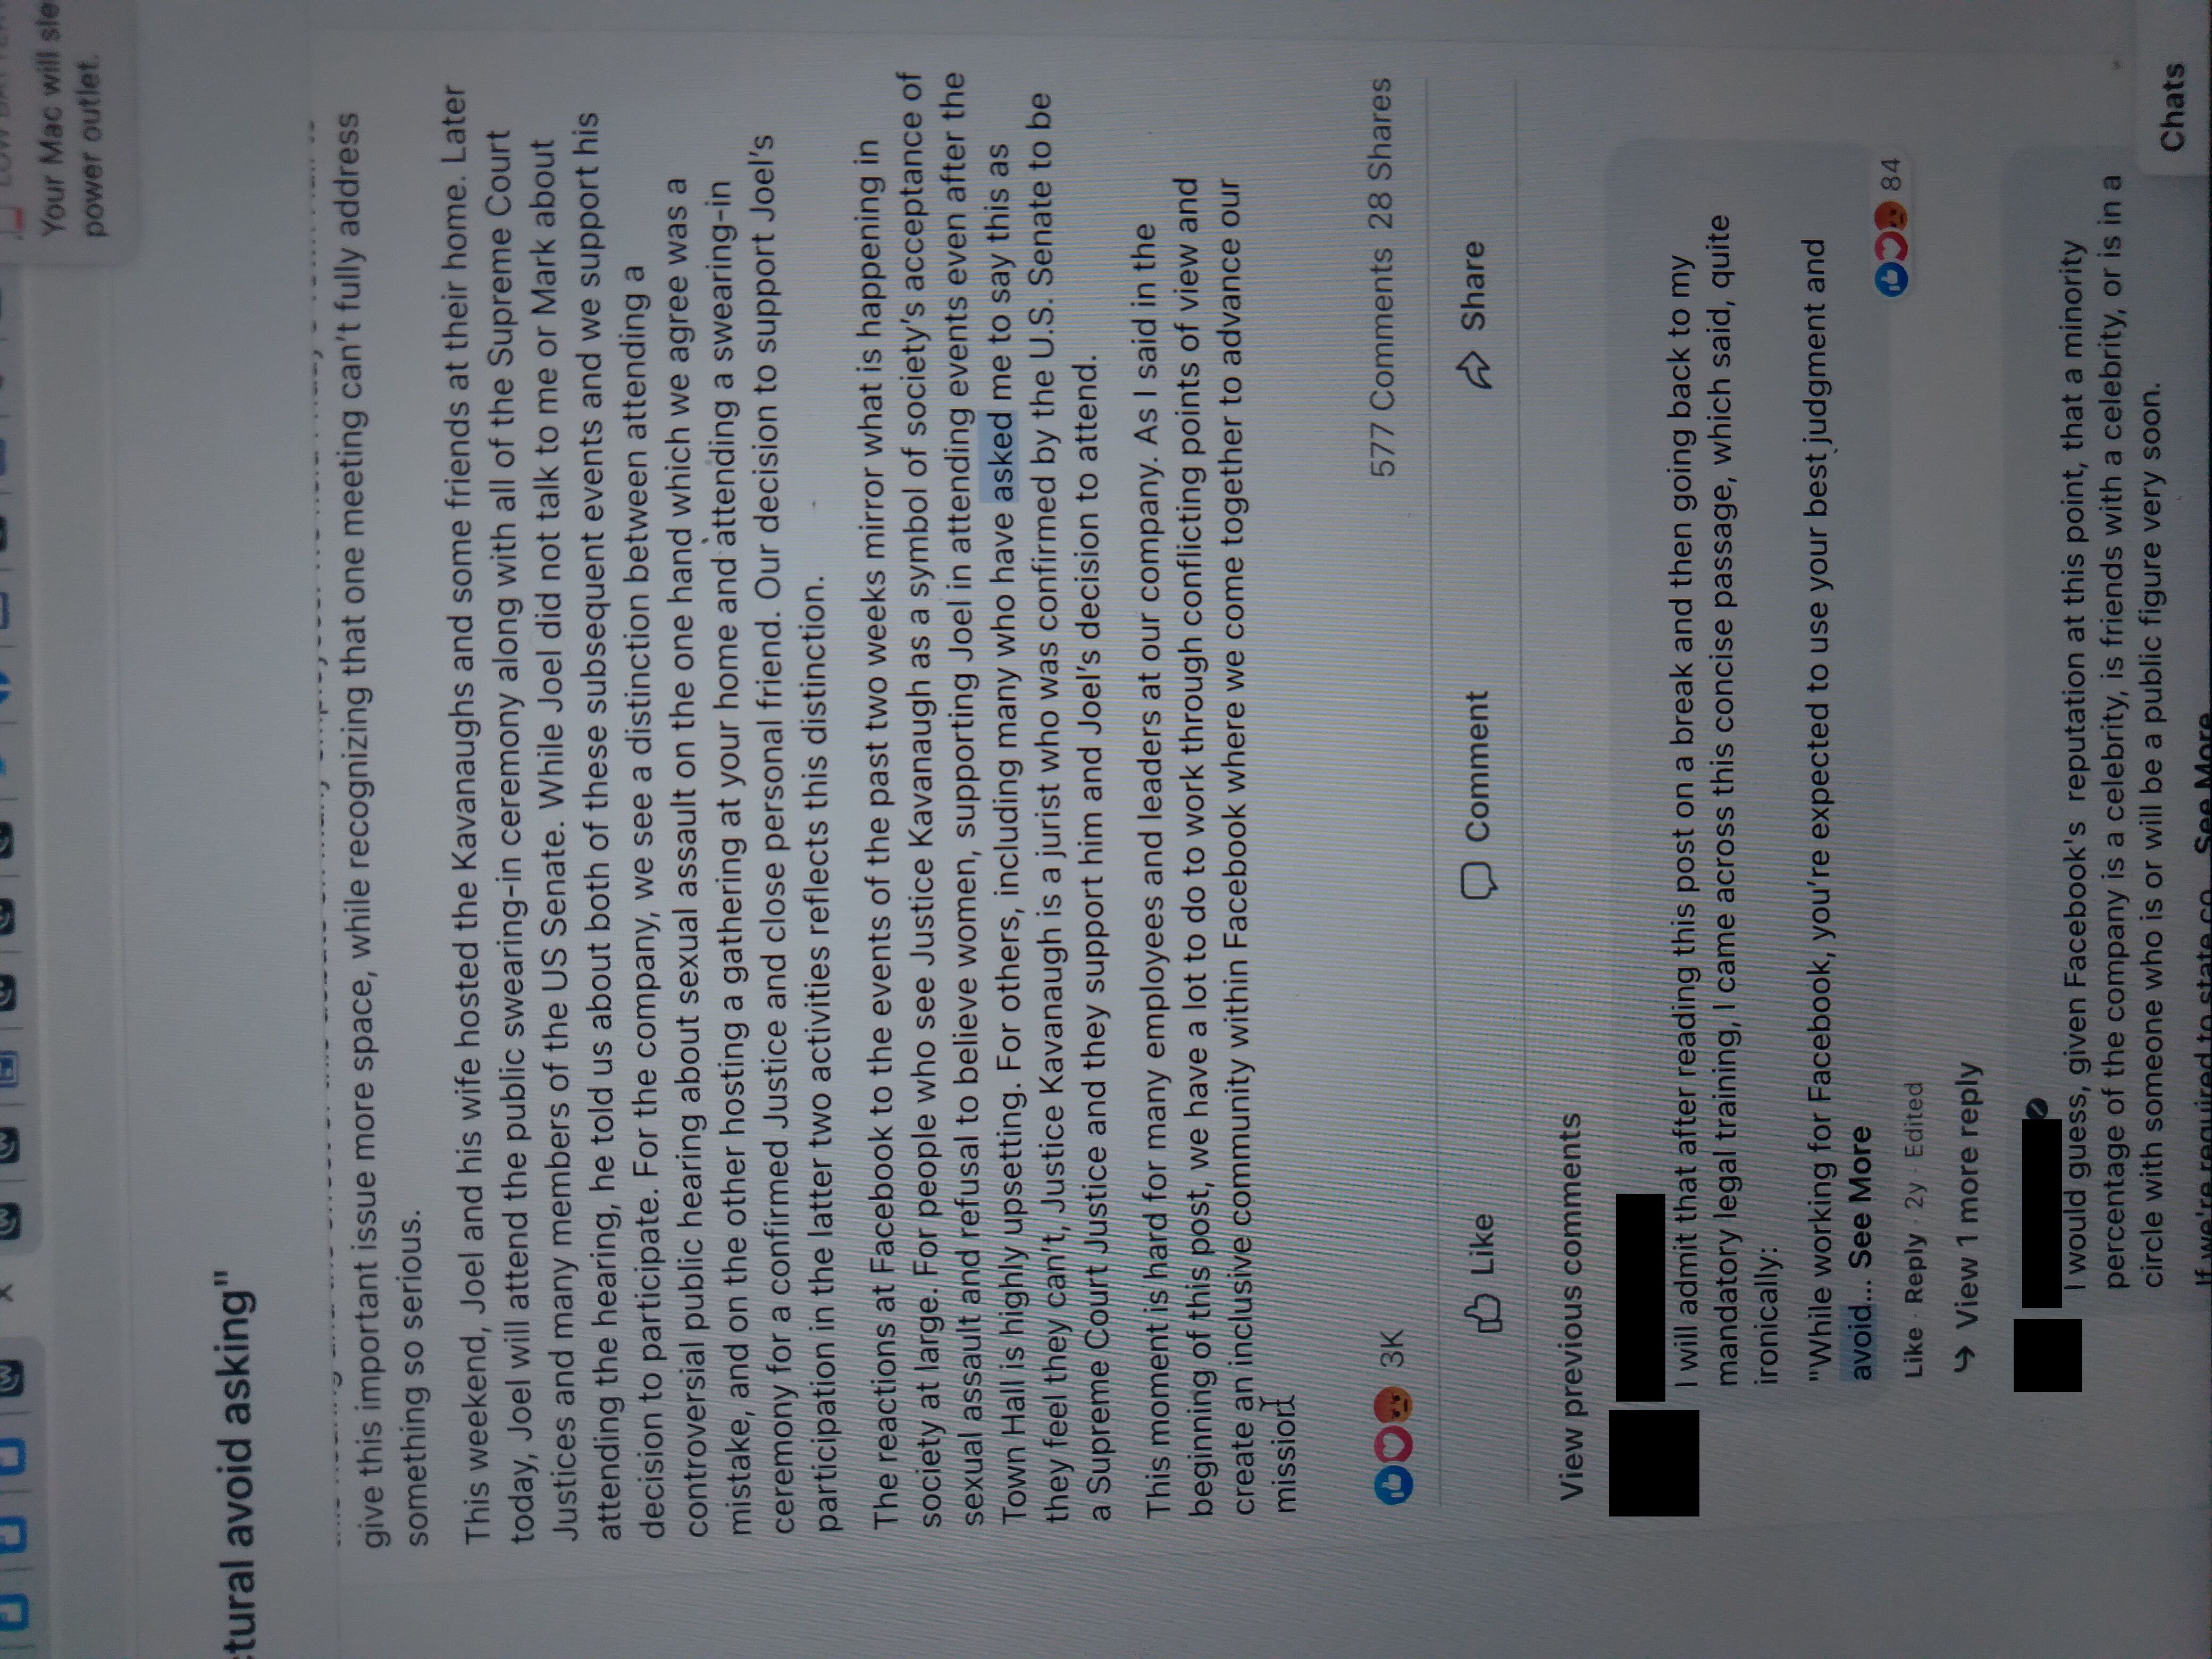 Your Mac will sle
power outlet.
ctural avoid asking"
give this important issue more space, while recognizing that one meeting can't fully address
something so serious.
This weekend, Joel and his wife hosted the Kavanaughs and some friends at their home. Later
today, Joel will attend the public swearing-in ceremony along with all of the Supreme Court
Justices and many members of the US Senate. While Joel did not talk to me or Mark about
attending the hearing, he told us about both of these subsequent events and we support his
decision to participate. For the company, we see a distinction between attending a
controversial public hearing about sexual assault on the one hand which we agree was a
mistake, and on the other hosting a gathering at your home and attending a swearing-in
ceremony for a confirmed Justice and close personal friend. Our decision to support Joel's
participation in the latter two activities reflects this distinction.
The reactions at Facebook to the events of the past two weeks mirror what is happening in
society at large. For people who see Justice Kavanaugh as a symbol of society's acceptance of
sexual assault and refusal to believe women, supporting Joel in attending events even after the
Town Hall is highly upsetting. For others, including many who have asked me to say this as
they feel they can't, Justice Kavanaugh is a jurist who was confirmed by the U.S. Senate to be
a Supreme Court Justice and they support him and Joel's decision to attend.
This moment is hard for many employees and leaders at our company. As I said in the
beginning of this post, we have a lot to do to work through conflicting points of view and
create an inclusive community within Facebook where we come together to advance our
mission
3K
577 Comments 28 Shares
Like Comment Share
View previous comments
I will admit that after reading this post on a break and then going back to my
mandatory legal training, I came across this concise passage, which said, quite
ironically:
"While working for Facebook, you're expected to use your best judgment and
avoid... See More
84
Like · Reply · 2y · Edited
View 1 more reply
I would guess, given Facebook's reputation at this point, that a minority
percentage of the company is a celebrity, is friends with a celebrity, or is in a
circle with someone who is or will be a public figure very soon.
If we're required to state co... See More
Chats